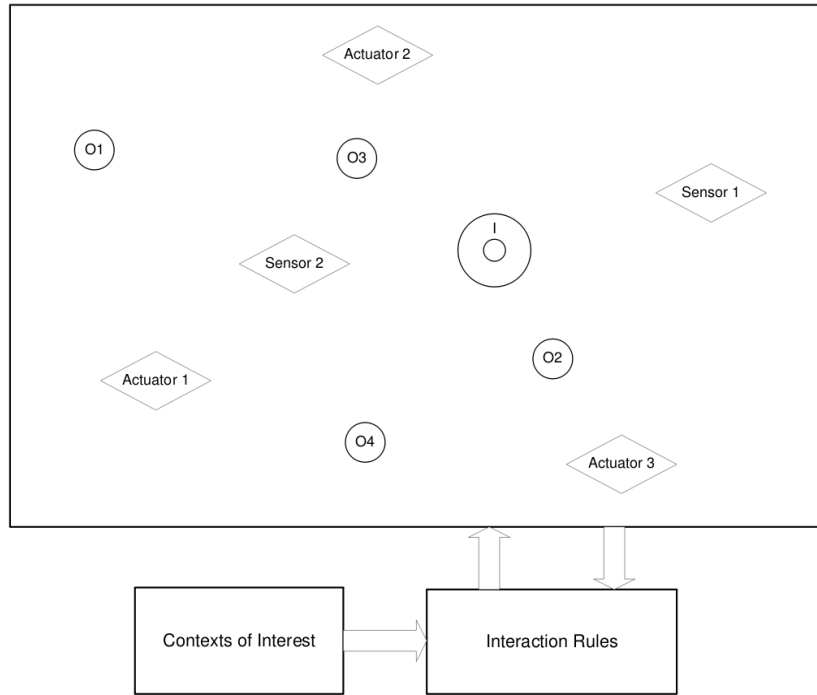 Actuator 2
O1
O3
Sensor 1
I
Sensor 2
O2
Actuator 1
O4
Actuator 3
Contexts of Interest
Interaction Rules